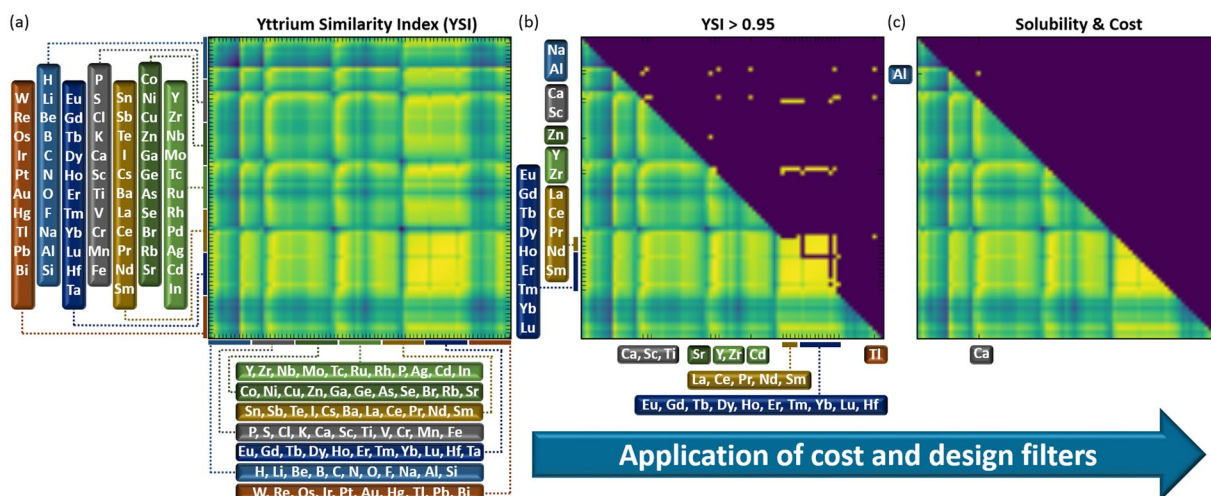 (a)
Yttrium Similarity Index (YSI)
W
Re
Os
Ir
Pt
Au
Hg
Tl
Pb
Bi
H
Li
Be
B
C
N
O
F
Na
Al
Si
Eu
Gd
Tb
Dy
Ho
Er
Tm
Yb
Lu
Hf
Ta
P
S
Cl
K
Ca
Sc
Ti
V
Cr
Mn
Fe
Sn
Sb
Te
I
Cs
Ba
La
Ce
Pr
Nd
Sm
Co
Ni
Cu
Zn
Ga
Ge
As
Se
Br
Rb
Sr
Y
Zr
Nb
Mo
Tc
Ru
Rh
Pd
Ag
Cd
In
Y, Zr, Nb, Mo, Tc, Ru, Rh, P, Ag, Cd, In
Co, Ni, Cu, Zn, Ga, Ge, As, Se, Br, Rb, Sr
Sn, Sb, Te, I, Cs, Ba, La, Ce, Pr, Nd, Sm
P, S, Cl, K, Ca, Sc, Ti, V, Cr, Mn, Fe
Eu, Gd, Tb, Dy, Ho, Er, Tm, Yb, Lu, Hf, Ta
H, Li, Be, B, C, N, O, F, Na, Al, Si
W, Re, Os, Ir, Pt, Au, Hg, Tl, Pb, Bi
(b)
YSI > 0.95
Na
Al
Ca
Sc
Zn
Y
Zr
La
Ce
Pr
Nd
Sm
Eu
Gd
Tb
Dy
Ho
Er
Tm
Yb
Lu
Ca, Sc, Ti
Sr
Y, Zr
Cd
Tl
La, Ce, Pr, Nd, Sm
Eu, Gd, Tb, Dy, Ho, Er, Tm, Yb, Lu, Hf
(c)
Solubility & Cost
Al
Ca
Application of cost and design filters